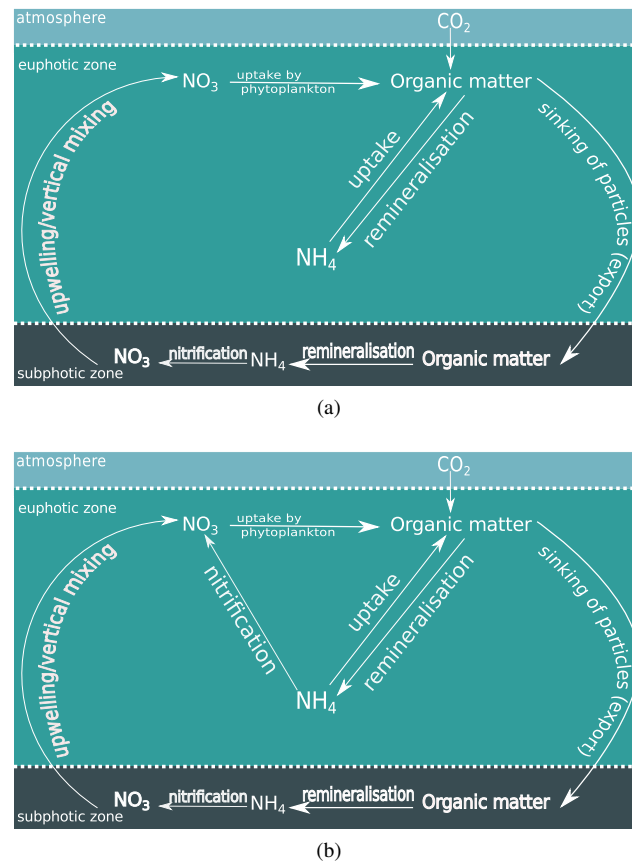 atmosphere
CO₂
euphotic zone
NO₃
uptake by
phytoplankton
Organic matter
upwelling/vertical mixing
uptake
remineralisation
sinking of particles (export)
NH₄
NO₃
nitrification
NH₄
remineralisation
Organic matter
subphotic zone
(a)
atmosphere
CO₂
euphotic zone
NO₃
uptake by
phytoplankton
Organic matter
upwelling/vertical mixing
nitrification
uptake
remineralisation
sinking of particles (export)
NH₄
NO₃
nitrification
NH₄
remineralisation
Organic matter
subphotic zone
(b)